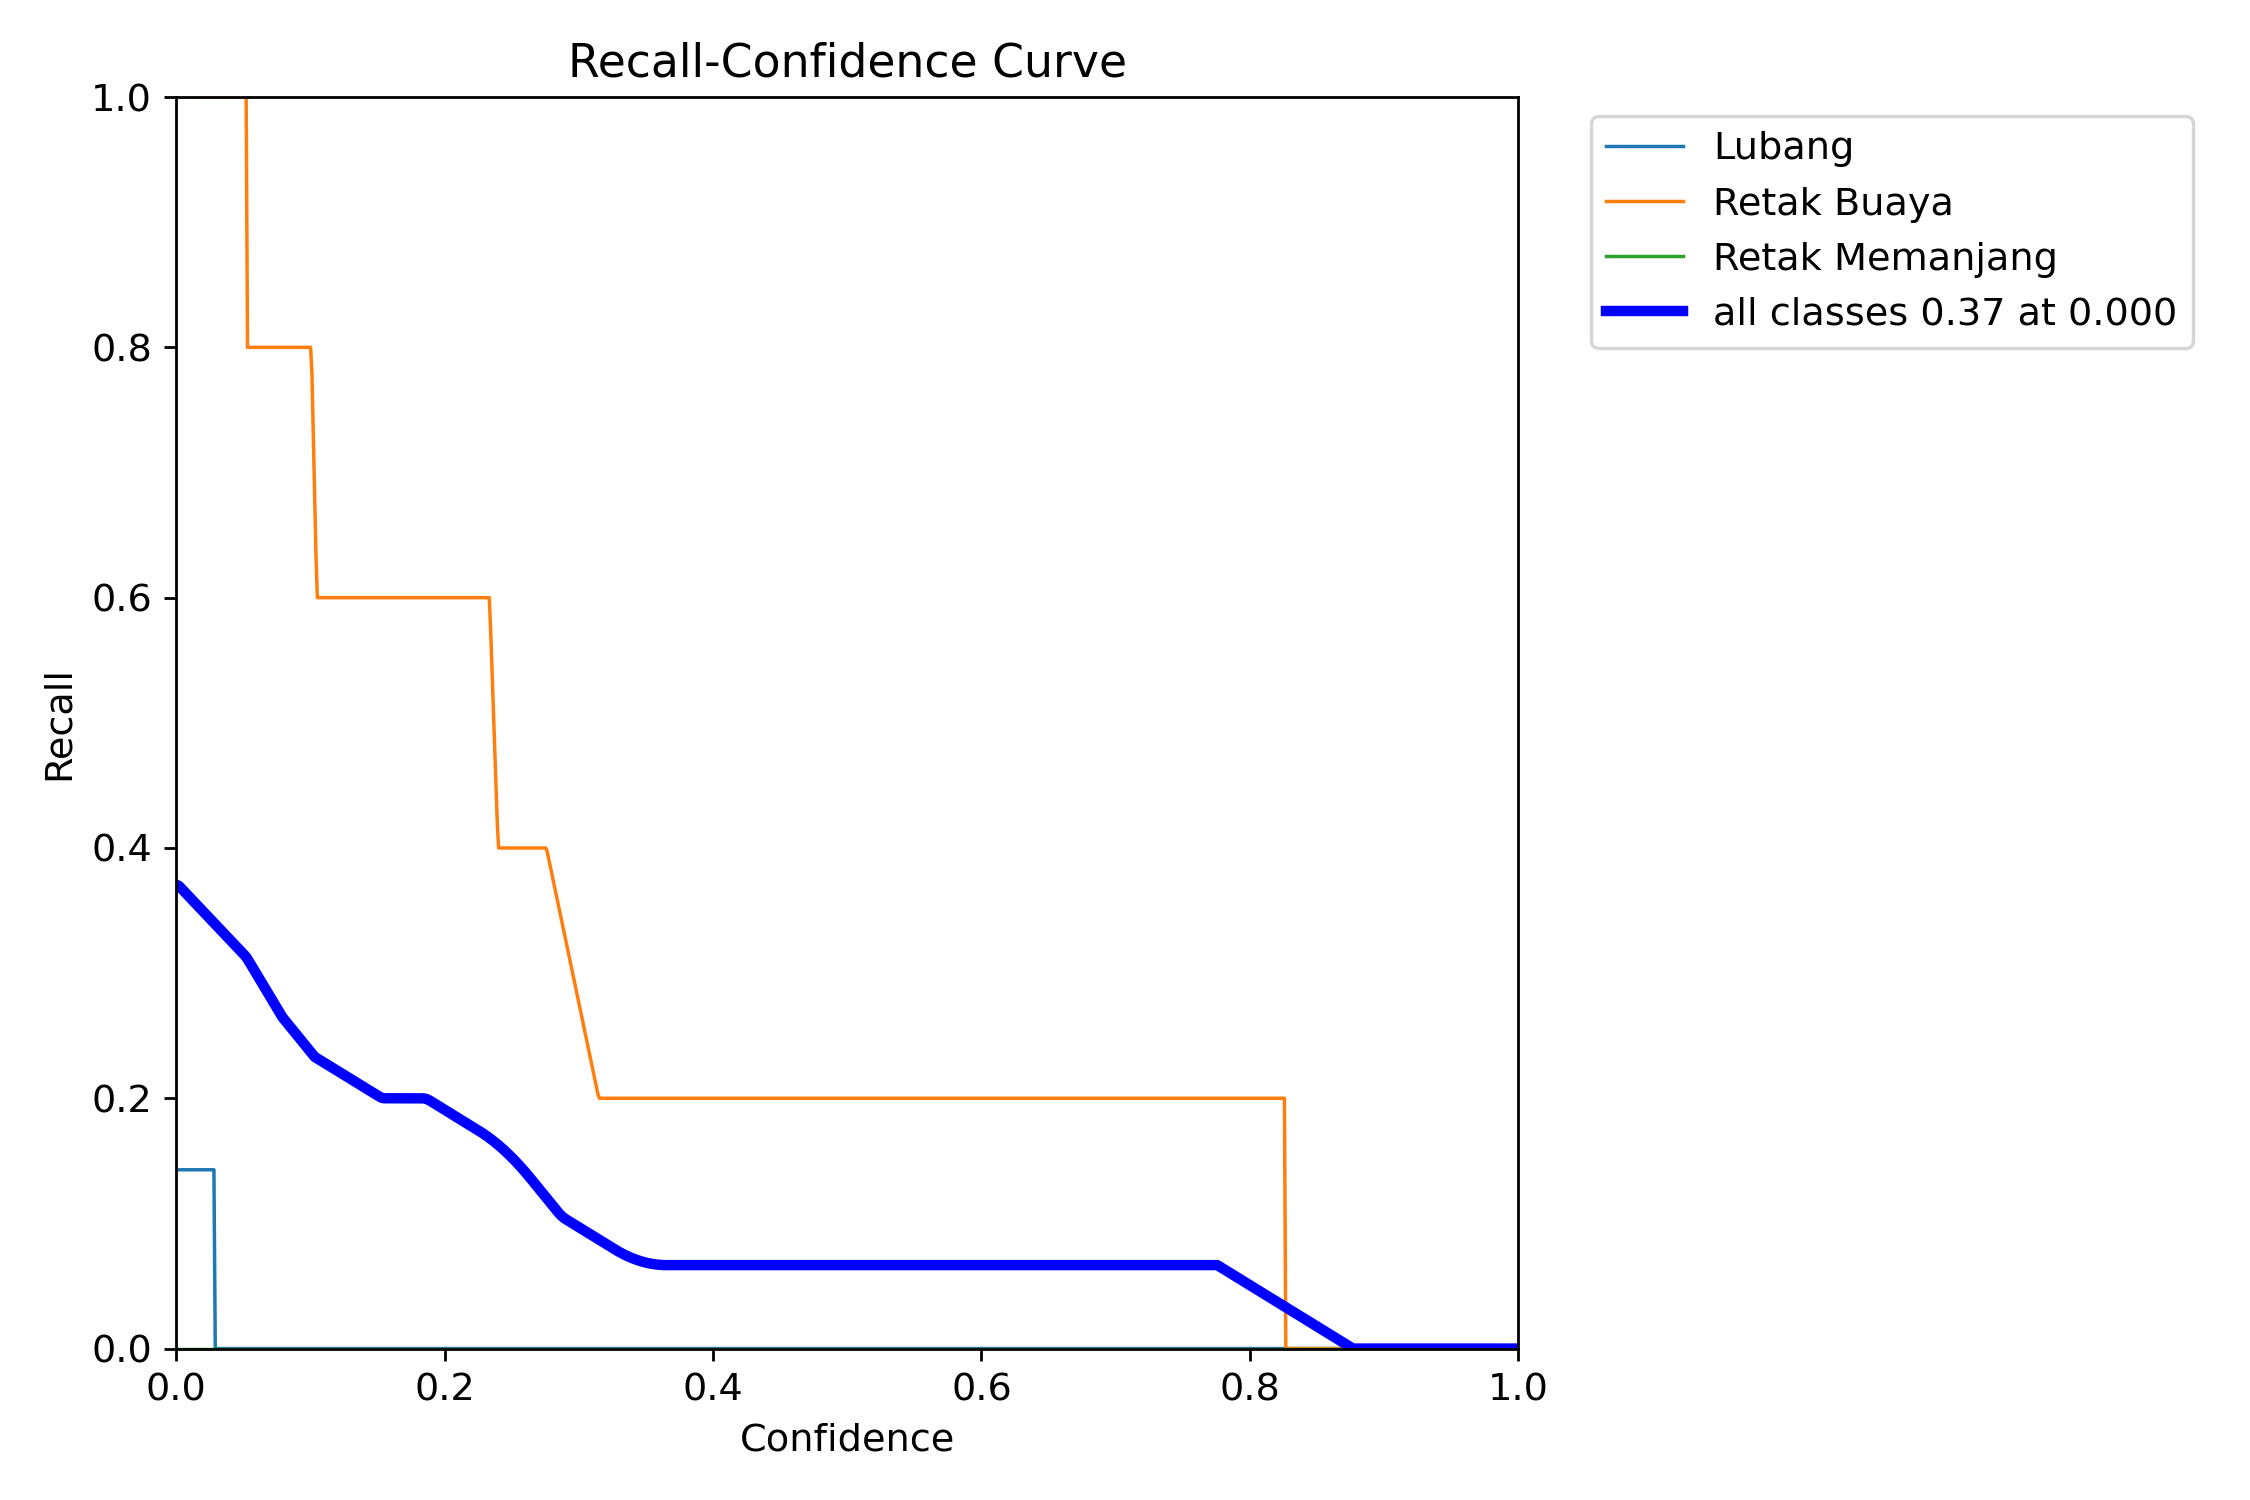 Recall-Confidence Curve
1.0
0.8
0.6
0.4
0.2
0.0
Recall
0.0 0.2 0.4 0.6 0.8 1.0
Confidence
Lubang
Retak Buaya
Retak Memanjang
all classes 0.37 at 0.000